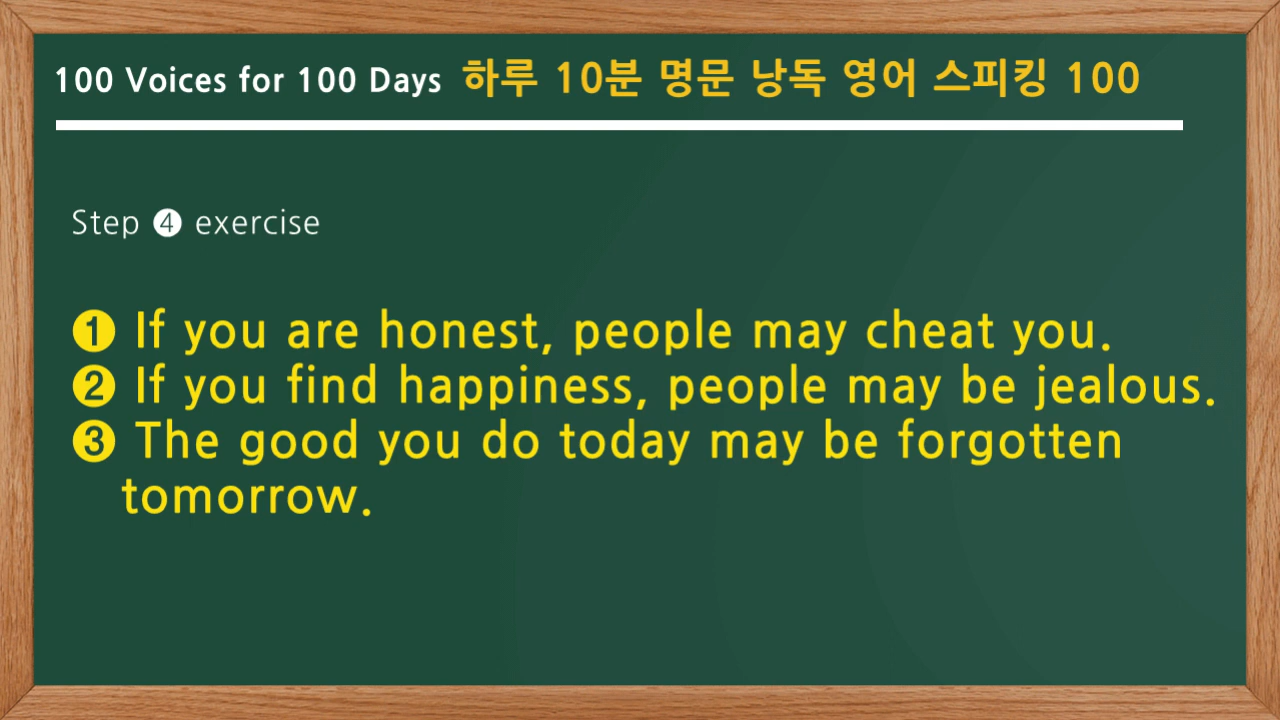 100 Voices for 100 Days 하루 10분 명문 낭독 영어 스피킹 100
Step ❹ exercise
❶ If you are honest, people may cheat you.
❷ If you find happiness, people may be jealous.
❸ The good you do today may be forgotten
tomorrow.